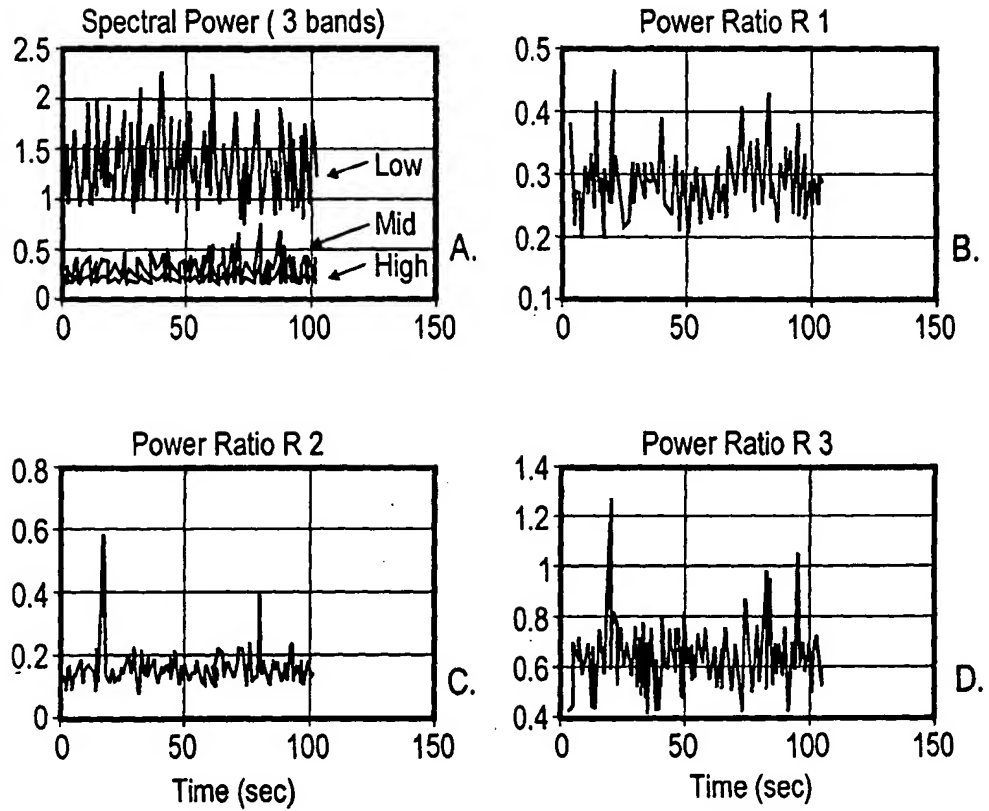 Spectral Power ( 3 bands)
2.5
2
1.5
1
0.5
0
0
50
100
150
Low
Mid
High
A.
Power Ratio R 1
0.5
0.4
0.3
0.2
0.1
0
50
100
150
B.
Power Ratio R 2
0.8
0.6
0.4
0.2
0
0
50
100
150
Time (sec)
C.
Power Ratio R 3
1.4
1.2
1
0.8
0.6
0.4
0
50
100
150
Time (sec)
D.